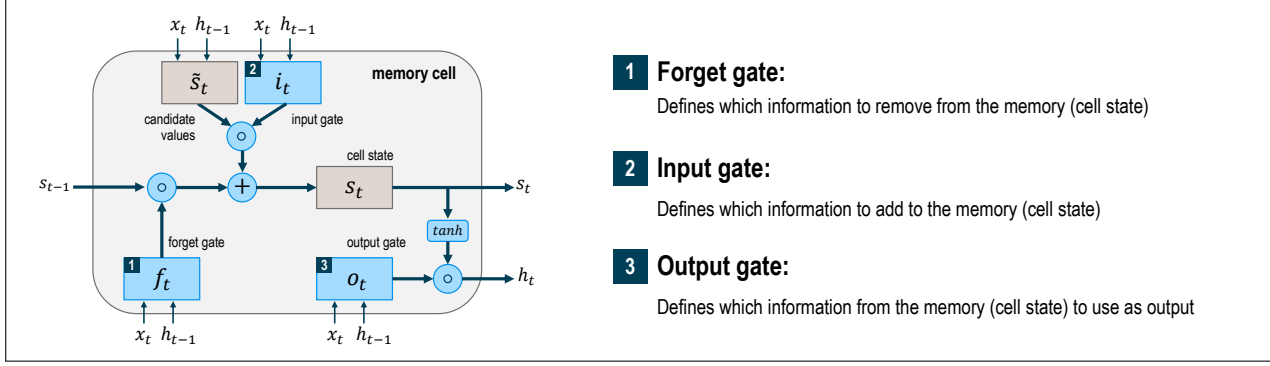 x_t h_{t−1} x_t h_{t−1}
memory cell
s̃_t 2 i_t
candidate values
input gate
cell state
s_{t−1} ∘ + s_t s_t
tanh
forget gate
output gate
1 f_t 3 o_t ∘ h_t
x_t h_{t−1} x_t h_{t−1}
1 Forget gate:
Defines which information to remove from the memory (cell state)
2 Input gate:
Defines which information to add to the memory (cell state)
3 Output gate:
Defines which information from the memory (cell state) to use as output